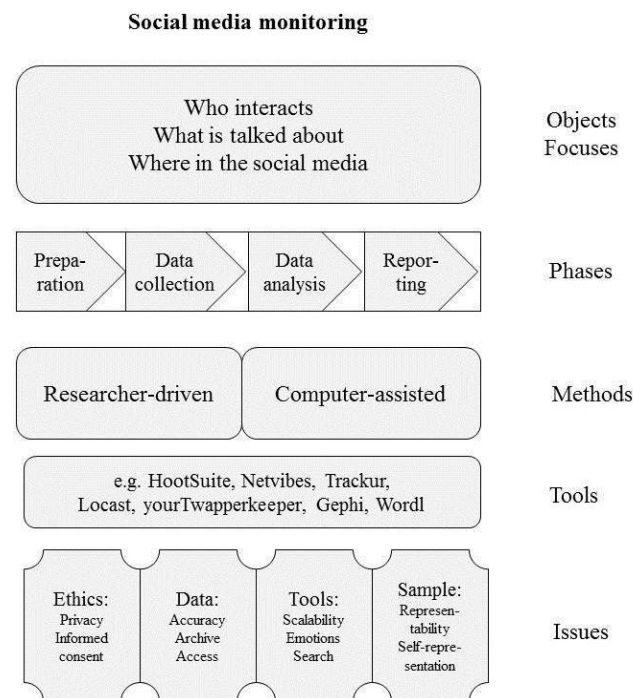 Social media monitoring
Who interacts
What is talked about
Where in the social media
Objects
Focuses
Prepa-
ration
Data
collection
Data
analysis
Repor-
ting
Phases
Researcher-driven
Computer-assisted
Methods
e.g. HootSuite, Netvibes, Trackur,
Locast, yourTwapperkeeper, Gephi, Wordl
Tools
Ethics:
Privacy
Informed
consent
Data:
Accuracy
Archive
Access
Tools:
Scalability
Emotions
Search
Sample:
Represen-
tability
Self-repre-
sentation
Issues